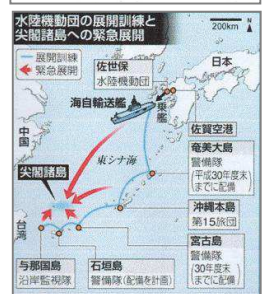 水陸機動団の展開訓練と
尖閣諸島への緊急展開
200km
N
展開訓練
緊急展開
佐世保
水陸機動団
日本
海自輸送艦
乗艦
佐賀空港
中国
奄美大島
警備隊
(平成30年度末
までに配備)
尖閣諸島
東シナ海
沖縄本島
第15旅団
台湾
宮古島
警備隊
(30年度末
までに配備)
与那国島
沿岸監視隊
石垣島
警備隊(配備を計画)